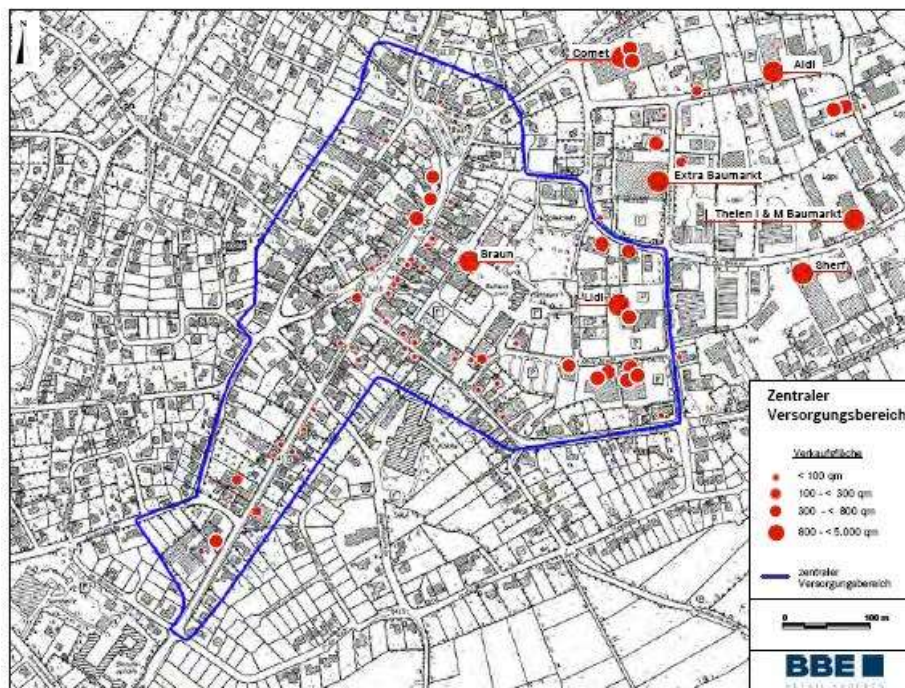 N
Comet
Aldi
Extra Baumarkt
Thelen I & M Baumarkt
Braun
Sherf
Lidl
Zentraler
Versorgungsbereich
Verkaufsfläche
< 100 qm
100 - < 300 qm
300 - < 800 qm
800 - < 5.000 qm
zentraler
Versorgungsbereich
0 100 m
BBE